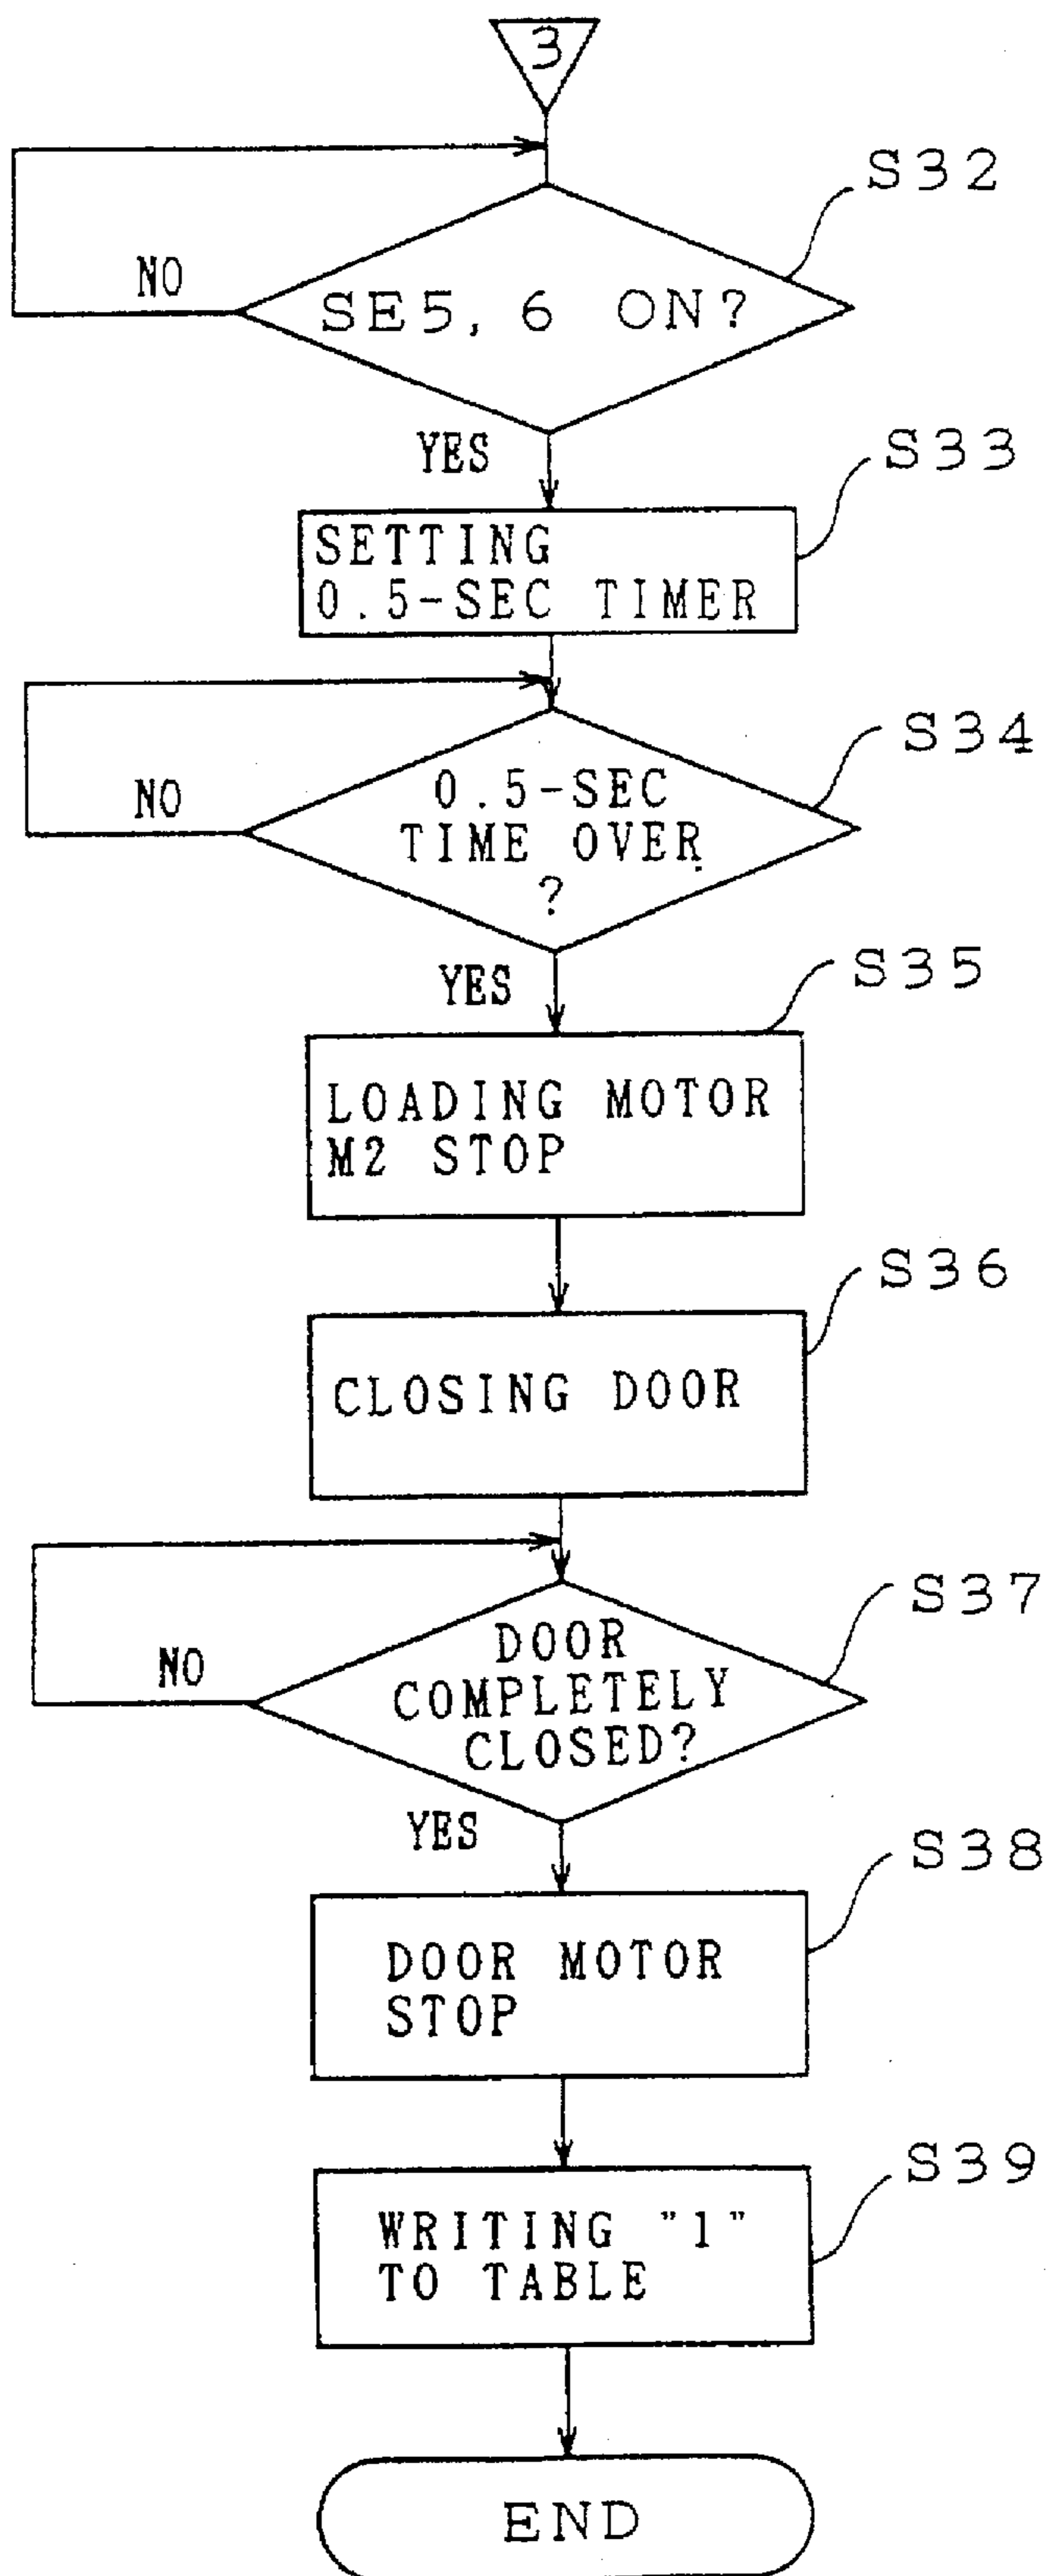 3
S32
NO
SE5, 6 ON?
YES
S33
SETTING
0.5-SEC TIMER
S34
NO
0.5-SEC
TIME OVER
?
YES
S35
LOADING MOTOR
M2 STOP
S36
CLOSING DOOR
S37
NO
DOOR
COMPLETELY
CLOSED?
YES
S38
DOOR MOTOR
STOP
S39
WRITING "1"
TO TABLE
END